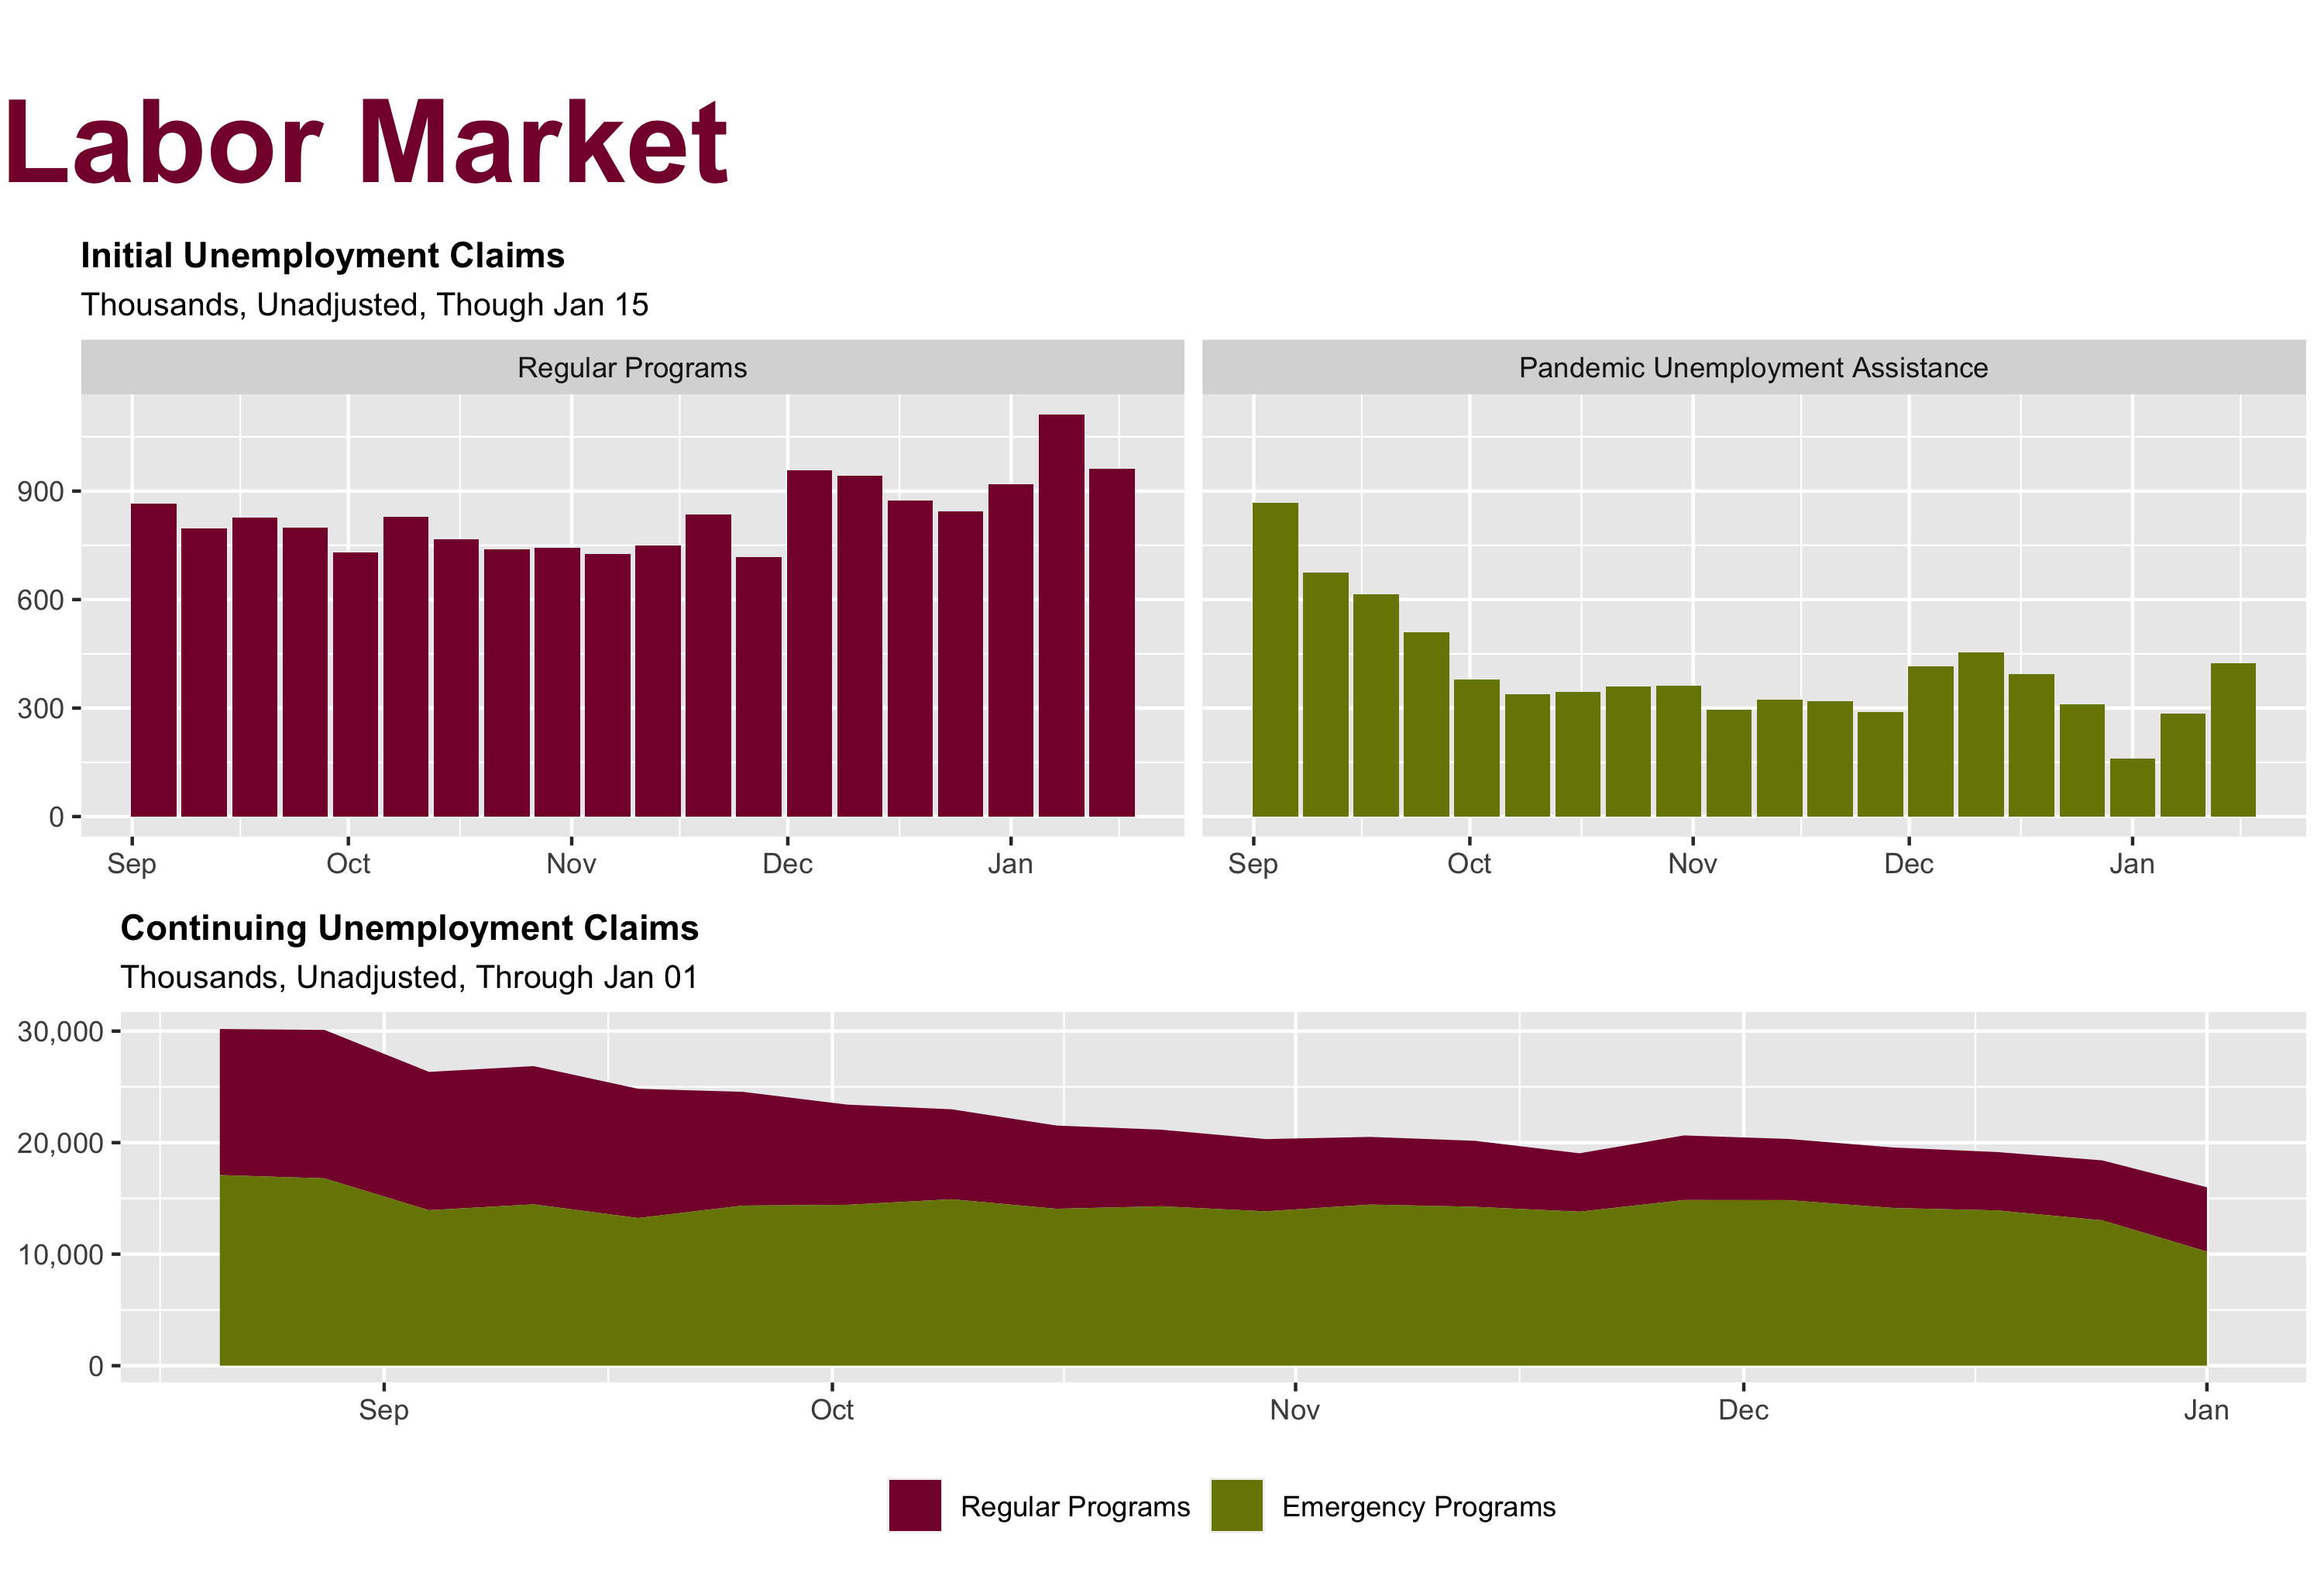 Labor Market
Initial Unemployment Claims
Thousands, Unadjusted, Though Jan 15
Regular Programs
Pandemic Unemployment Assistance
900
600
300
0
Sep Oct Nov Dec Jan
Sep Oct Nov Dec Jan
Continuing Unemployment Claims
Thousands, Unadjusted, Through Jan 01
30,000
20,000
10,000
0
Sep Oct Nov Dec Jan
Regular Programs
Emergency Programs